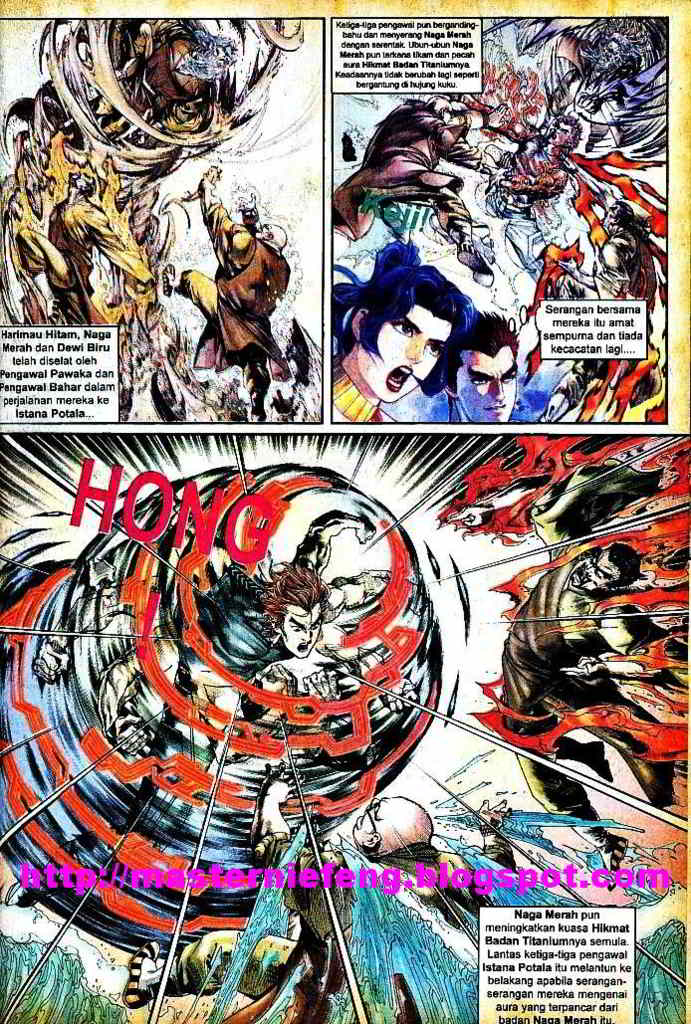 Harimau Hitam, Naga
Merah dan Dewi Biru
telah diselat oleh
Pengawal Pawaka dan
Pengawal Bahar dalam
perjalanan mereka ke
Istana Potala...
Ketiga-tiga pengawal pun berganding-
bahu dan menyerang Naga Merah
dengan serentak. Ubun-ubun Naga
Merah pun terkena tikam dan pecah
aura Hikmat Badan Titaniumnya.
Keadaannya tidak berubah lagi seperti
bergantung di hujung kuku.
Keji!
Serangan bersama
mereka itu amat
sempurna dan tiada
kecacatan lagi....
HONG
!
http://masterniefeng.blogspot.com
Naga Merah pun
meningkatkan kuasa Hikmat
Badan Titaniumnya semula.
Lantas ketiga-tiga pengawal
Istana Potala itu melantun ke
belakang apabila serangan-
serangan mereka mengenai
aura yang terpancar dari
badan Naga Merah itu.